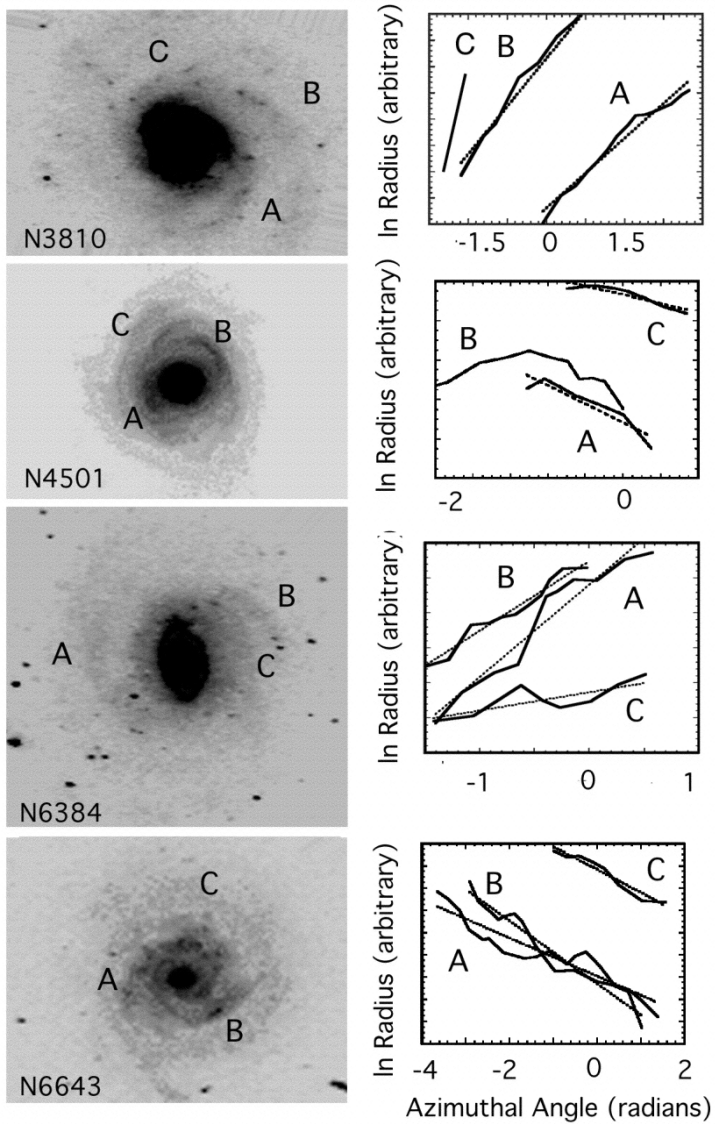 C
B
A
N3810
ln Radius (arbitrary)
C
B
A
-1.5
0
1.5
C
B
A
N4501
ln Radius (arbitrary)
B
C
A
-2
0
B
A
C
N6384
ln Radius (arbitrary)
B
A
C
-1
0
1
C
A
B
N6643
ln Radius (arbitrary)
B
C
A
-4
-2
0
2
Azimuthal Angle (radians)